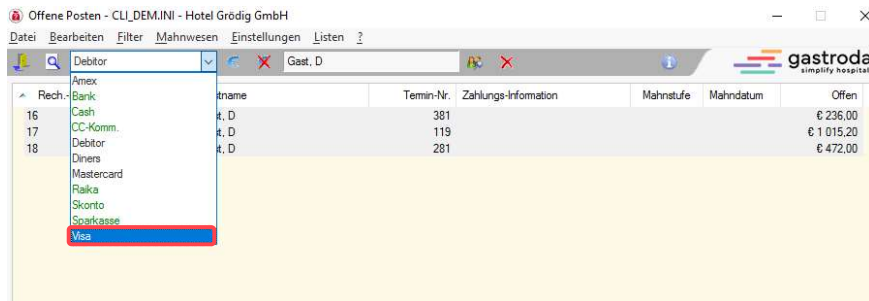 Offene Posten - CLI_DEM.INI - Hotel Grödig GmbH
Datei Bearbeiten Filter Mahnwesen Einstellungen Listen ?
Debitor Gast, D
gastroda
simplify hospital
Rech.- tname Termin-Nr. Zahlungs-Information Mahnstufe Mahndatum Offen
16 t, D 381 € 236,00
17 t, D 119 € 1 015,20
18 t, D 281 € 472,00
Amex
Bank
Cash
CC-Komm.
Debitor
Diners
Mastercard
Raika
Skonto
Sparkasse
Visa